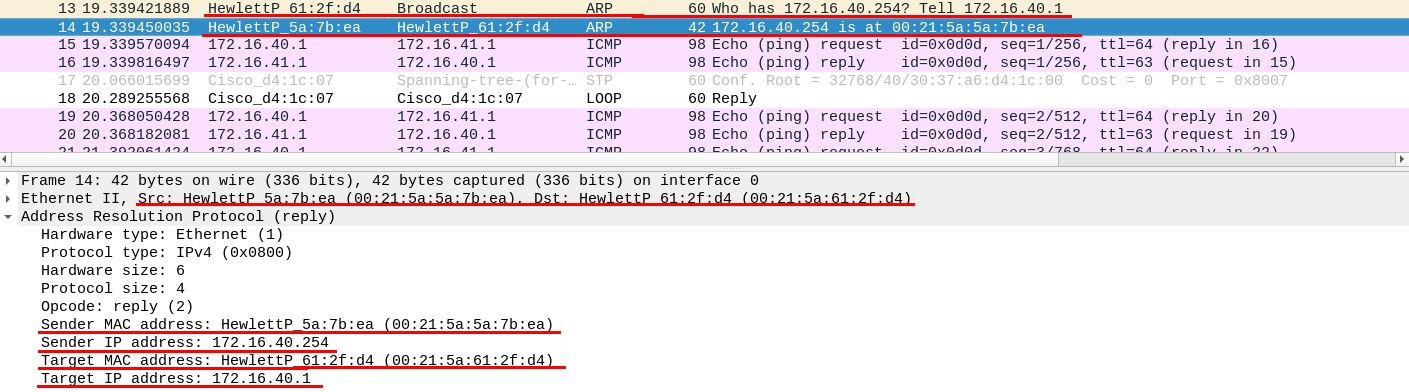 13 19.339421889 HewlettP_61:2f:d4 Broadcast ARP 60 Who has 172.16.40.254? Tell 172.16.40.1
14 19.339450035 HewlettP_5a:7b:ea HewlettP_61:2f:d4 ARP 42 172.16.40.254 is at 00:21:5a:5a:7b:ea
15 19.339570094 172.16.40.1 172.16.41.1 ICMP 98 Echo (ping) request id=0x0d0d, seq=1/256, ttl=64 (reply in 16)
16 19.339816497 172.16.41.1 172.16.40.1 ICMP 98 Echo (ping) reply id=0x0d0d, seq=1/256, ttl=63 (request in 15)
17 20.066015699 Cisco_d4:1c:07 Spanning-tree-(for-… STP 60 Conf. Root = 32768/40/30:37:a6:d4:1c:00 Cost = 0 Port = 0x8007
18 20.289255568 Cisco_d4:1c:07 Cisco_d4:1c:07 LOOP 60 Reply
19 20.368050428 172.16.40.1 172.16.41.1 ICMP 98 Echo (ping) request id=0x0d0d, seq=2/512, ttl=64 (reply in 20)
20 20.368182081 172.16.41.1 172.16.40.1 ICMP 98 Echo (ping) reply id=0x0d0d, seq=2/512, ttl=63 (request in 19)
21 21.392061424 172.16.40.1 172.16.41.1 ICMP 98 Echo (ping) request id=0x0d0d, seq=3/768, ttl=64 (reply in 22)
Frame 14: 42 bytes on wire (336 bits), 42 bytes captured (336 bits) on interface 0
Ethernet II, Src: HewlettP_5a:7b:ea (00:21:5a:5a:7b:ea), Dst: HewlettP_61:2f:d4 (00:21:5a:61:2f:d4)
Address Resolution Protocol (reply)
Hardware type: Ethernet (1)
Protocol type: IPv4 (0x0800)
Hardware size: 6
Protocol size: 4
Opcode: reply (2)
Sender MAC address: HewlettP_5a:7b:ea (00:21:5a:5a:7b:ea)
Sender IP address: 172.16.40.254
Target MAC address: HewlettP_61:2f:d4 (00:21:5a:61:2f:d4)
Target IP address: 172.16.40.1